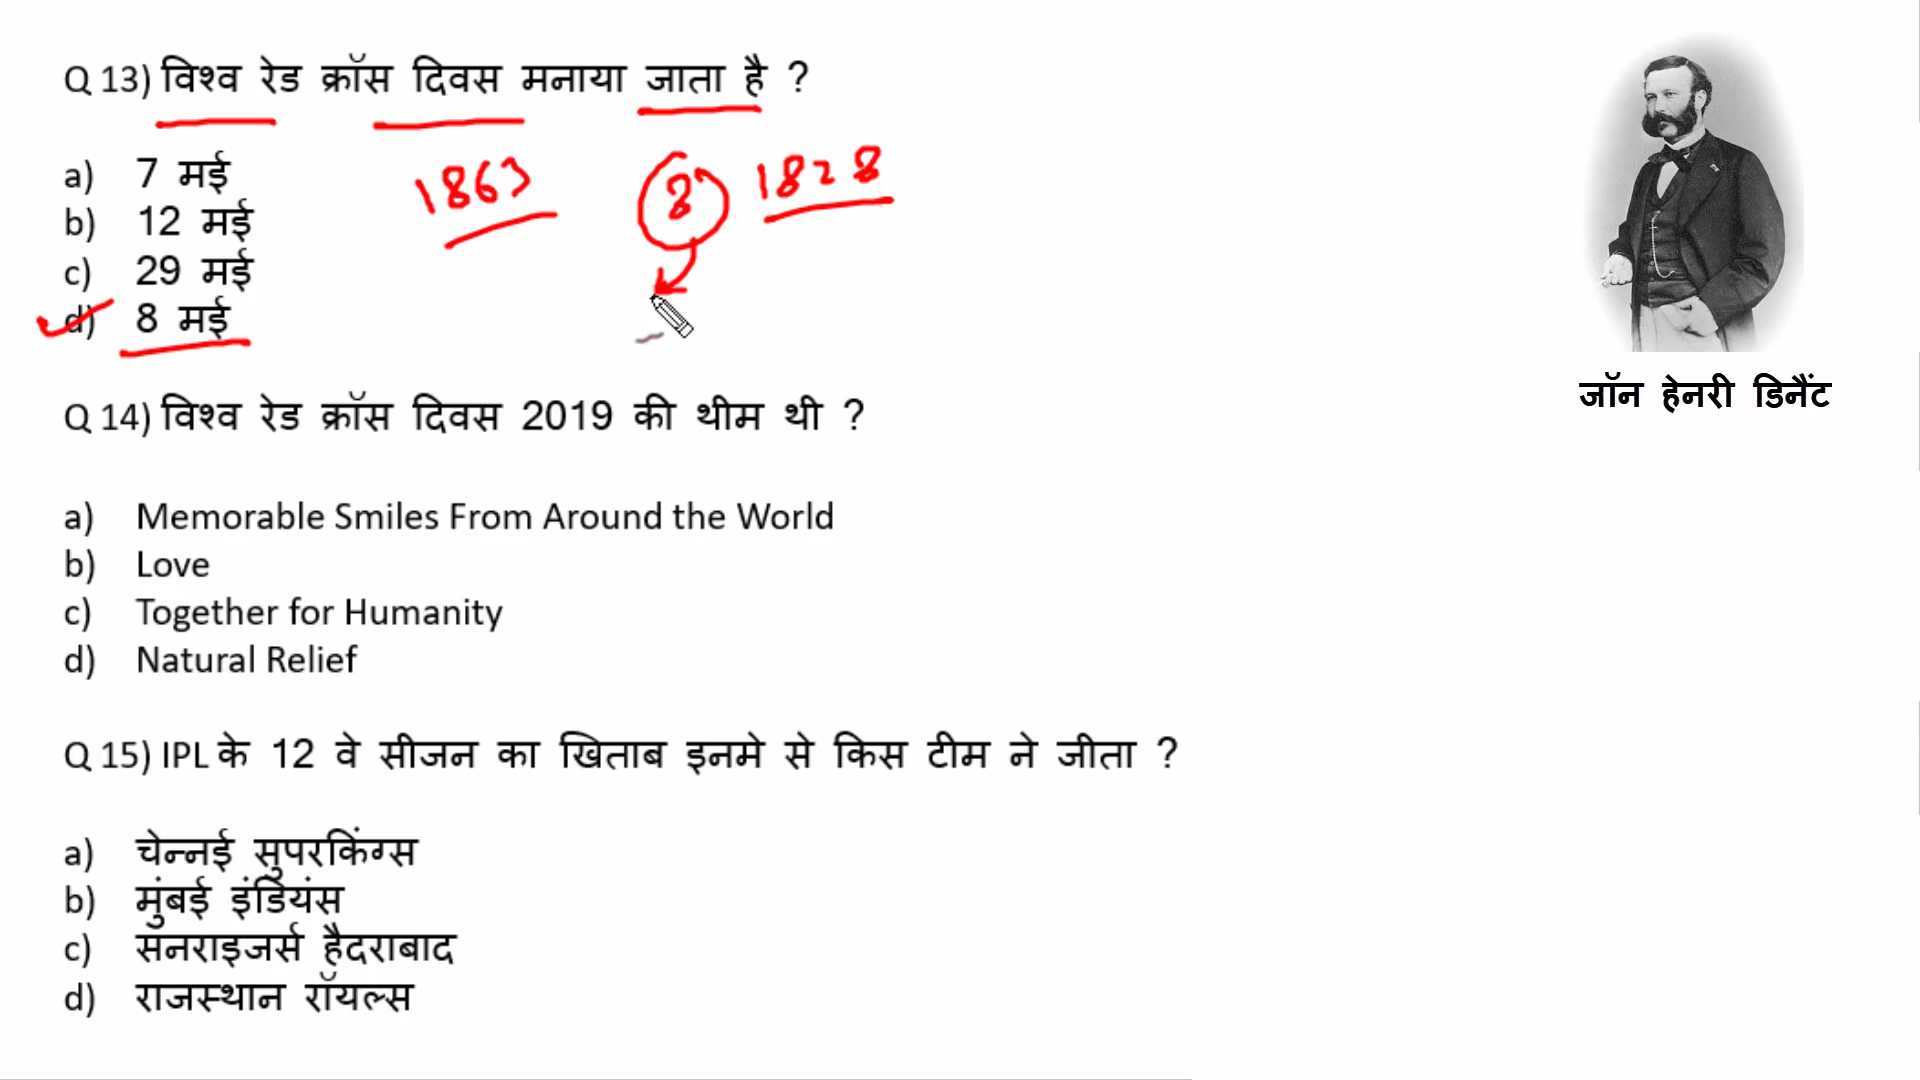 Q 13) विश्व रेड क्रॉस दिवस मनाया जाता है ?
a) 7 मई
1863
8
1828
b) 12 मई
c) 29 मई
d) 8 मई
जॉन हेनरी डिनैंट
Q 14) विश्व रेड क्रॉस दिवस 2019 की थीम थी ?
a) Memorable Smiles From Around the World
b) Love
c) Together for Humanity
d) Natural Relief
Q 15) IPL के 12 वे सीजन का खिताब इनमे से किस टीम ने जीता ?
a) चेन्नई सुपरकिंग्स
b) मुंबई इंडियंस
c) सनराइजर्स हैदराबाद
d) राजस्थान रॉयल्स